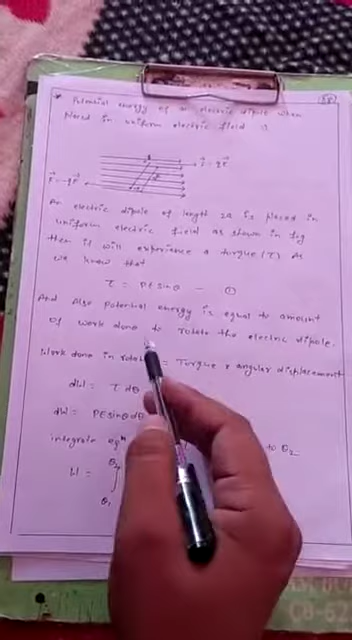 * Potential energy of an electric dipole when
placed in uniform electric field :-
An electric dipole of length 2a is placed in
uniform electric field as shown in fig
then it will experience a torque (τ) As
we know that
τ = PE sinθ - ①
And also Potential energy is equal to amount
of work done to rotate the electric dipole.
Work done in = Torque x angular displacement
dW = τ dθ
dW = PE sinθ dθ
integrate eqn to θ₂
W = ∫ θ₁